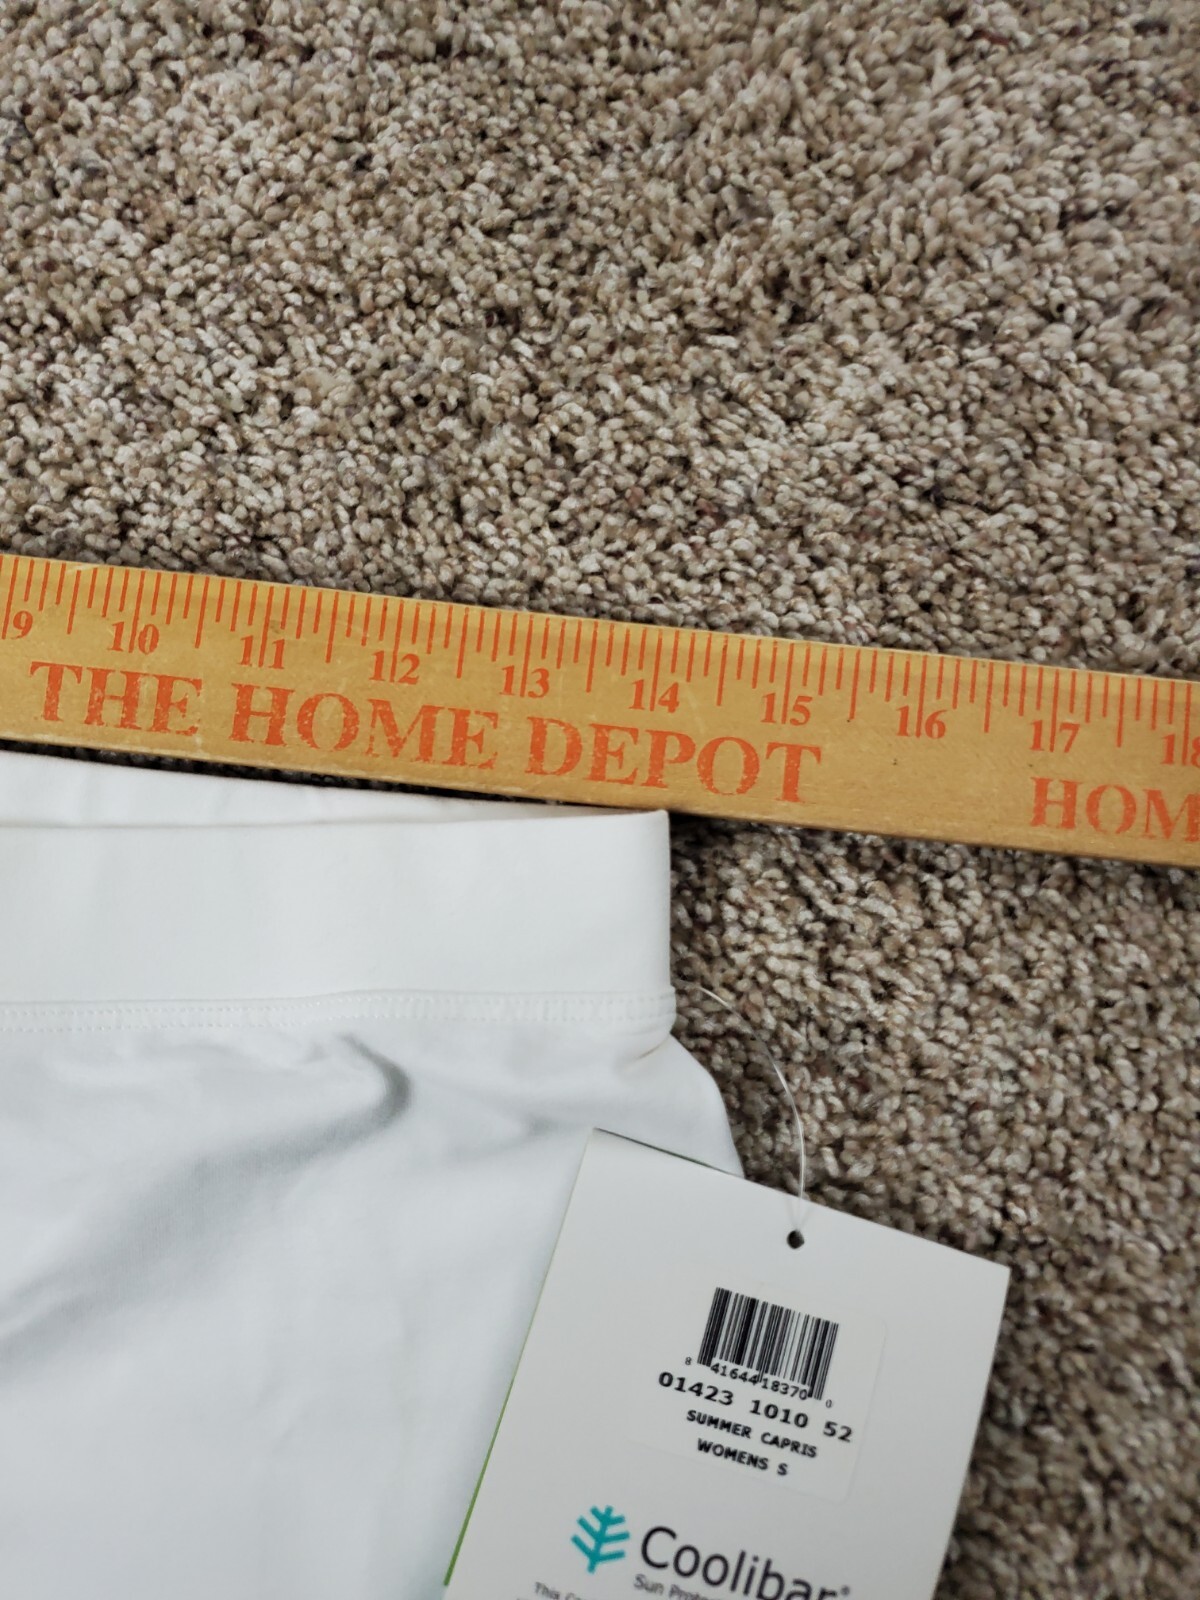 9 10 11 12 13 14 15 16 17 18
THE HOME DEPOT HOM
8 41644 18370 0
01423 1010 52
SUMMER CAPRIS
WOMENS S
Coolibar®
Sun
This